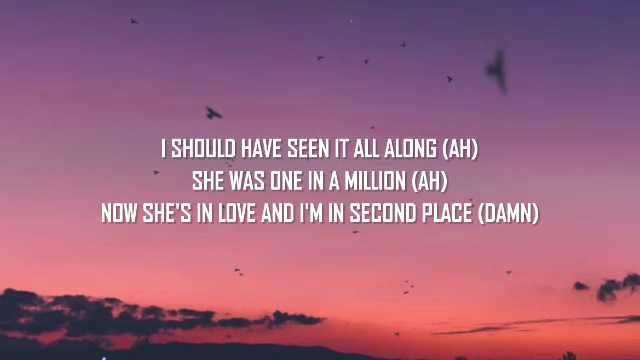 I SHOULD HAVE SEEN IT ALL ALONG (AH)
SHE WAS ONE IN A MILLION (AH)
NOW SHE'S IN LOVE AND I'M IN SECOND PLACE (DAMN)